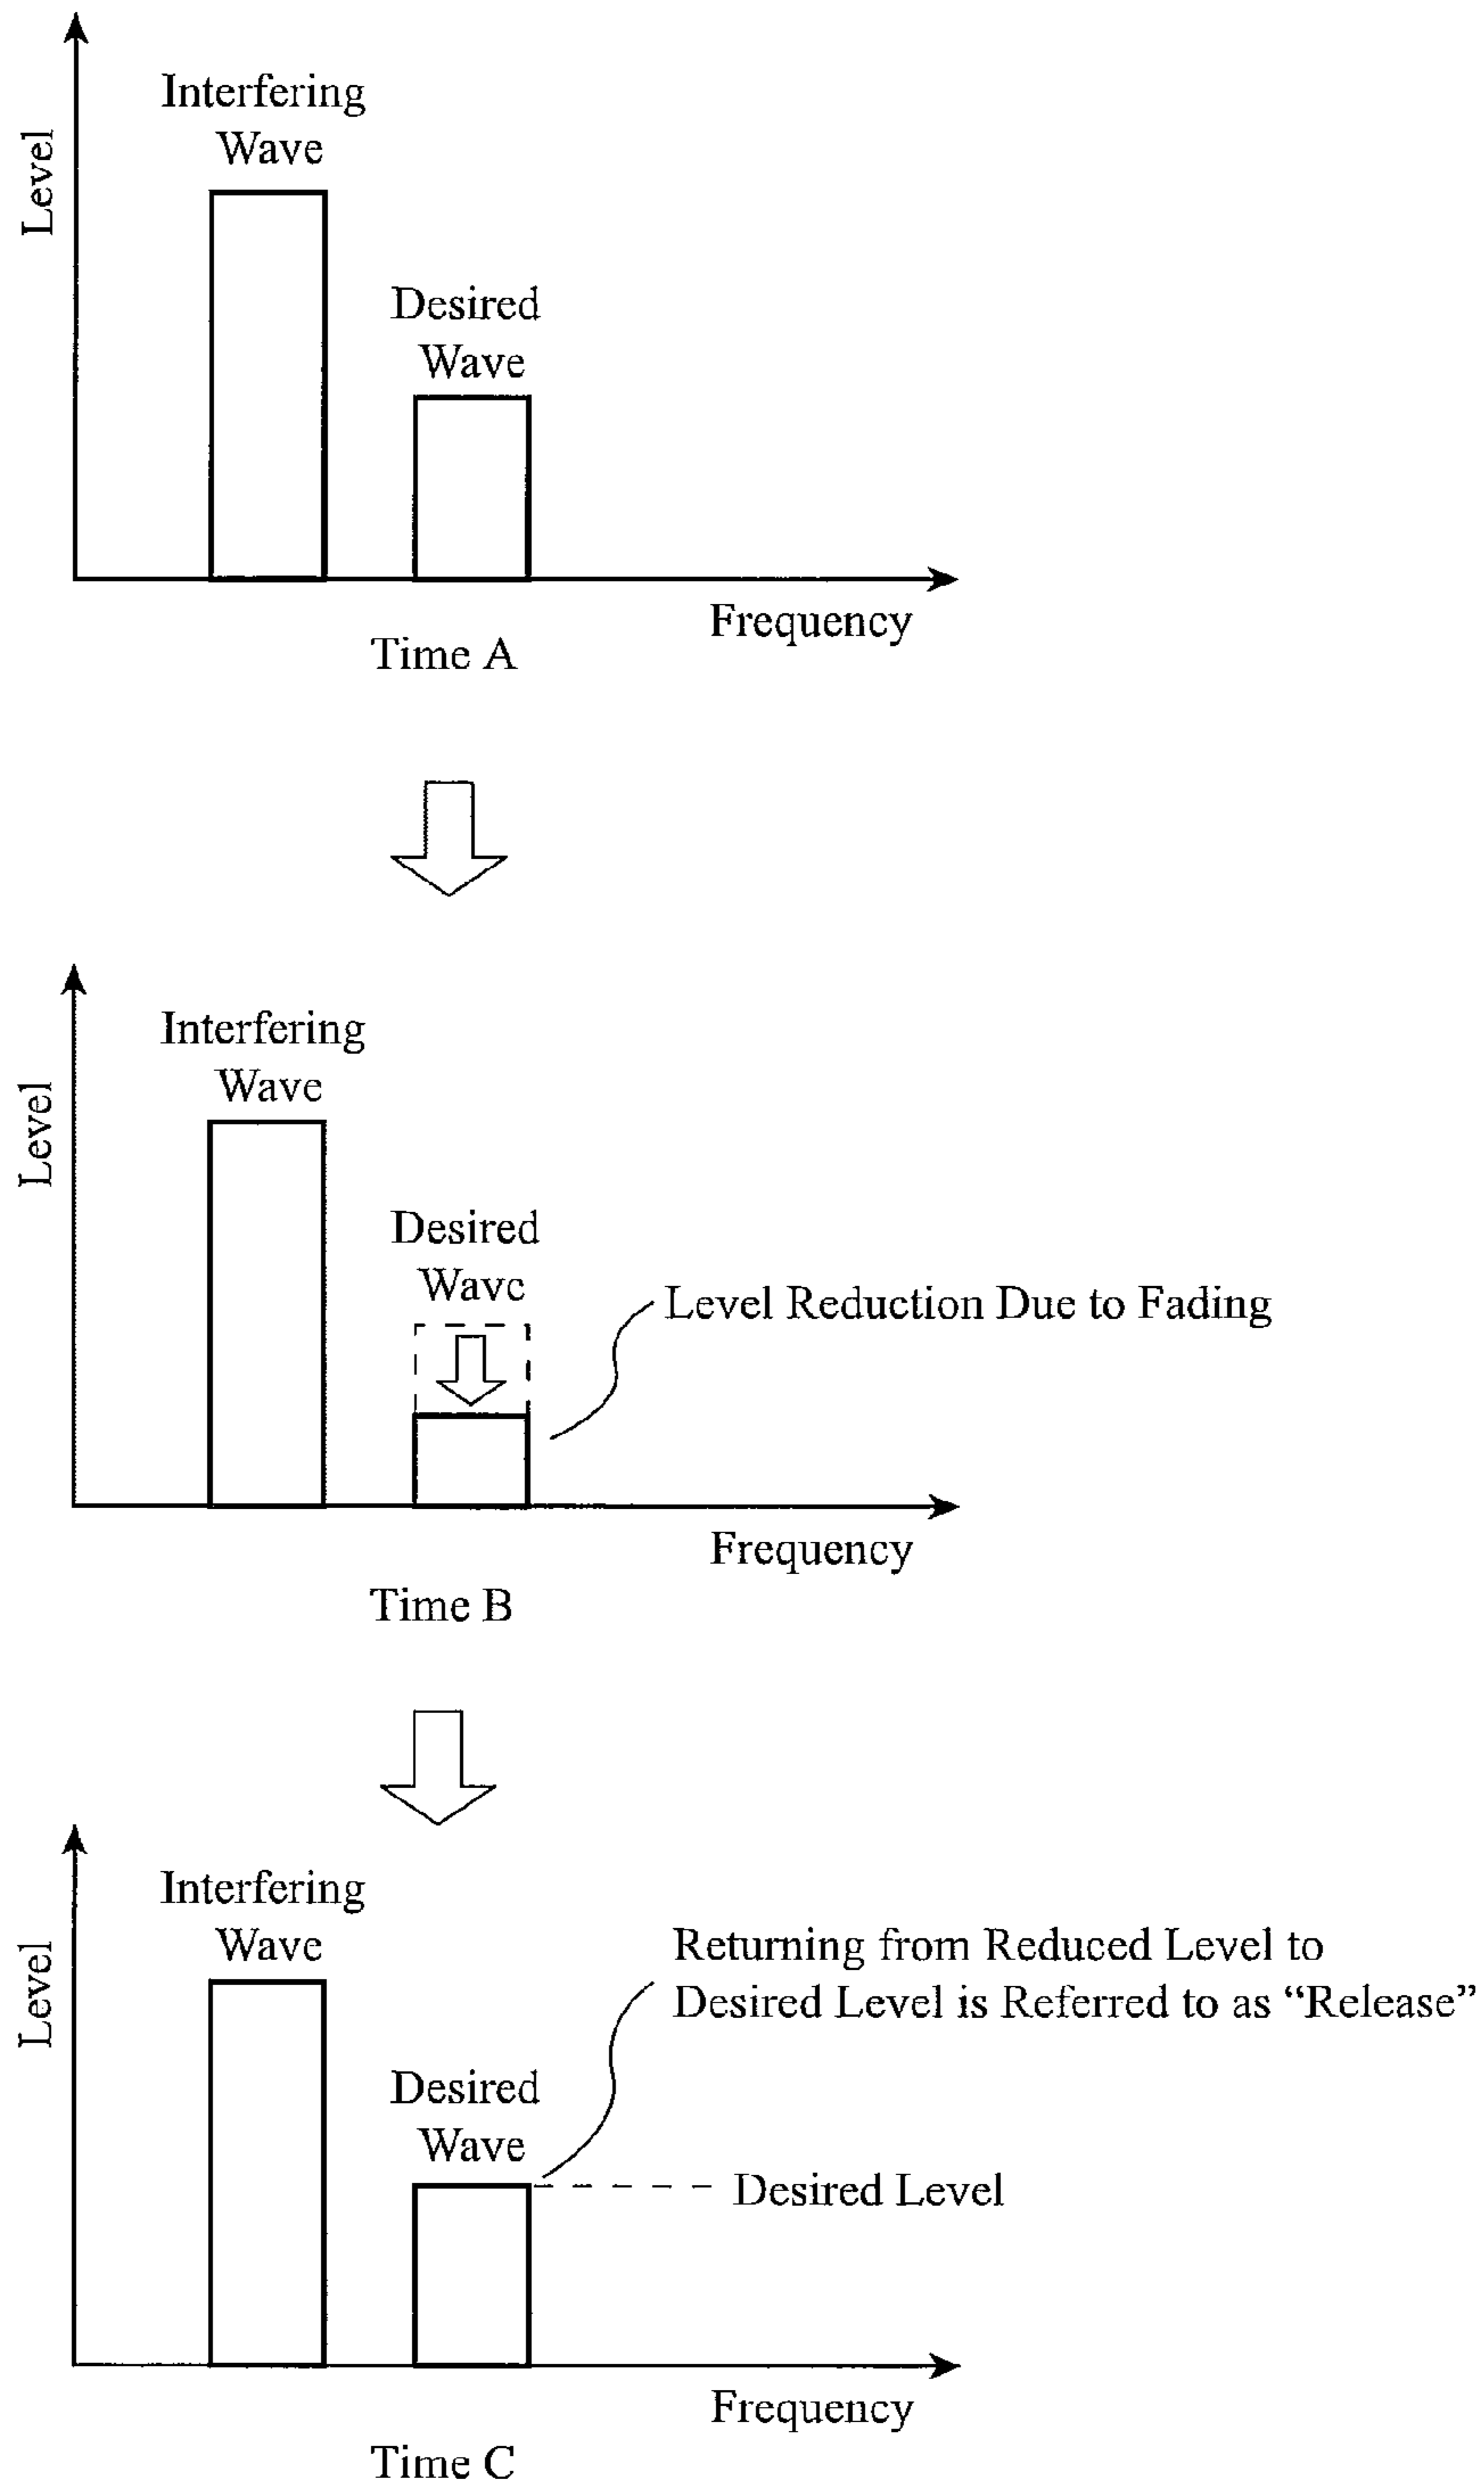 Interfering
Wave
Level
Desired
Wave
Frequency
Time A
Interfering
Wave
Level
Desired
Wave
Level Reduction Due to Fading
Frequency
Time B
Interfering
Wave
Level
Returning from Reduced Level to
Desired Level is Referred to as “Release”
Desired
Wave
Desired Level
Frequency
Time C